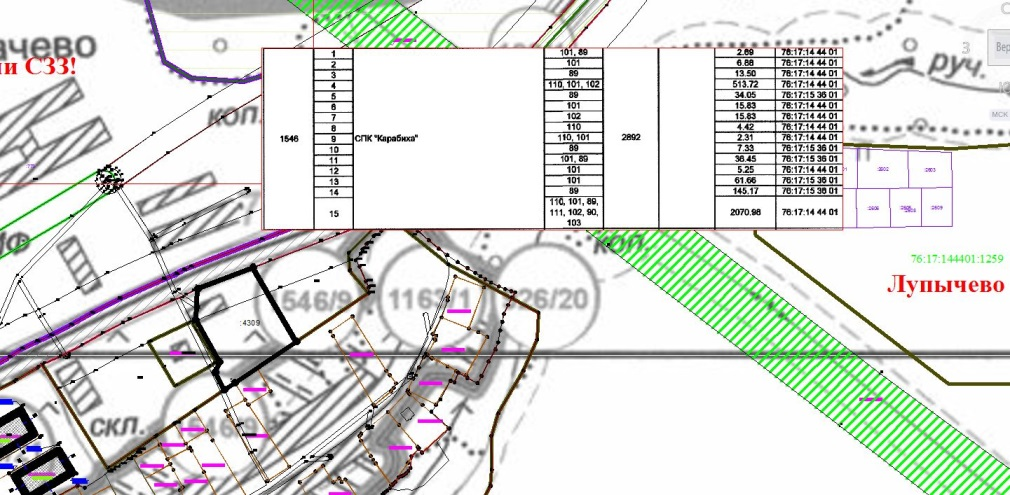 ачево
и СЗЗ!
коп.
руч.
З
Вер
мск
1546 СПК "Карабиха" 2892
1 101, 89 2.69 76:17:14 44 01
2 101 6.88 76:17:14 44 01
3 89 13.50 76:17:14 44 01
4 110, 101, 102 513.72 76:17:14 44 01
5 89 34.05 76:17:15 36 01
6 101 15.83 76:17:14 44 01
7 102 15.83 76:17:14 44 01
8 110 4.42 76:17:14 44 01
9 110, 101 2.31 76:17:14 44 01
10 89 7.33 76:17:15 36 01
11 101, 89 36.45 76:17:15 36 01
12 101 5.25 76:17:14 44 01
13 101 61.66 76:17:15 36 01
14 89 145.17 76:17:15 36 01
15 110, 101, 89, 111, 102, 90, 103 2070.98 76:17:14 44 01
коп.
76:17:144401:1259
Лупычево
546/9
1163/1
26/20
:4309
скл.